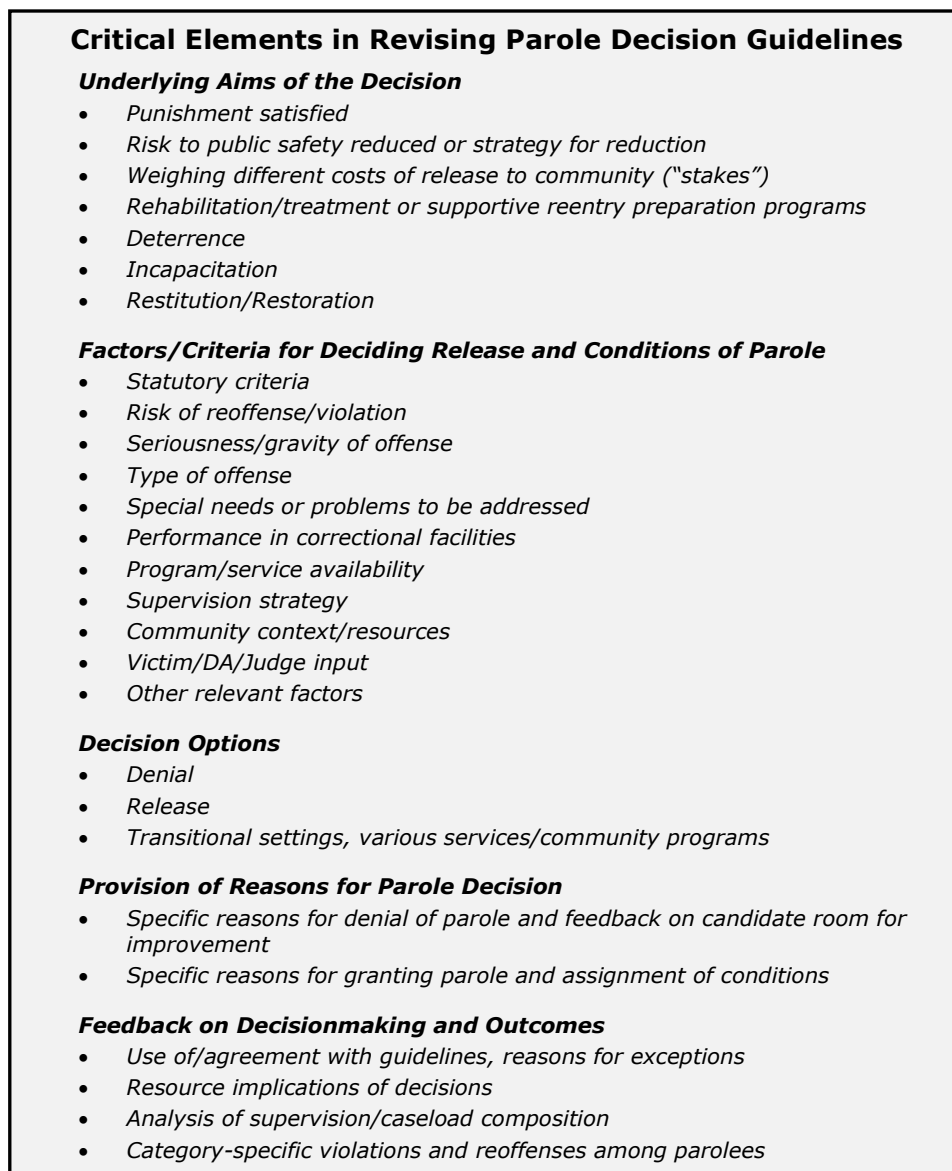 Critical Elements in Revising Parole Decision Guidelines
Underlying Aims of the Decision
• Punishment satisfied
• Risk to public safety reduced or strategy for reduction
• Weighing different costs of release to community (“stakes”)
• Rehabilitation/treatment or supportive reentry preparation programs
• Deterrence
• Incapacitation
• Restitution/Restoration
Factors/Criteria for Deciding Release and Conditions of Parole
• Statutory criteria
• Risk of reoffense/violation
• Seriousness/gravity of offense
• Type of offense
• Special needs or problems to be addressed
• Performance in correctional facilities
• Program/service availability
• Supervision strategy
• Community context/resources
• Victim/DA/Judge input
• Other relevant factors
Decision Options
• Denial
• Release
• Transitional settings, various services/community programs
Provision of Reasons for Parole Decision
• Specific reasons for denial of parole and feedback on candidate room for
improvement
• Specific reasons for granting parole and assignment of conditions
Feedback on Decisionmaking and Outcomes
• Use of/agreement with guidelines, reasons for exceptions
• Resource implications of decisions
• Analysis of supervision/caseload composition
• Category-specific violations and reoffenses among parolees